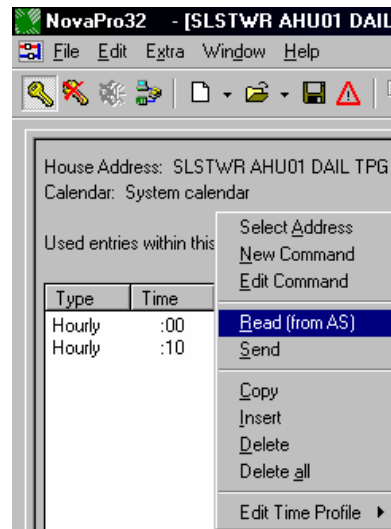 NovaPro32 - [SLSTWR AHU01 DAIL
File Edit Extra Window Help
House Address: SLSTWR AHU01 DAIL TPG
Calendar: System calendar
Used entries within this
Type Time
Hourly :00
Hourly :10
Select Address
New Command
Edit Command
Read (from AS)
Send
Copy
Insert
Delete
Delete all
Edit Time Profile